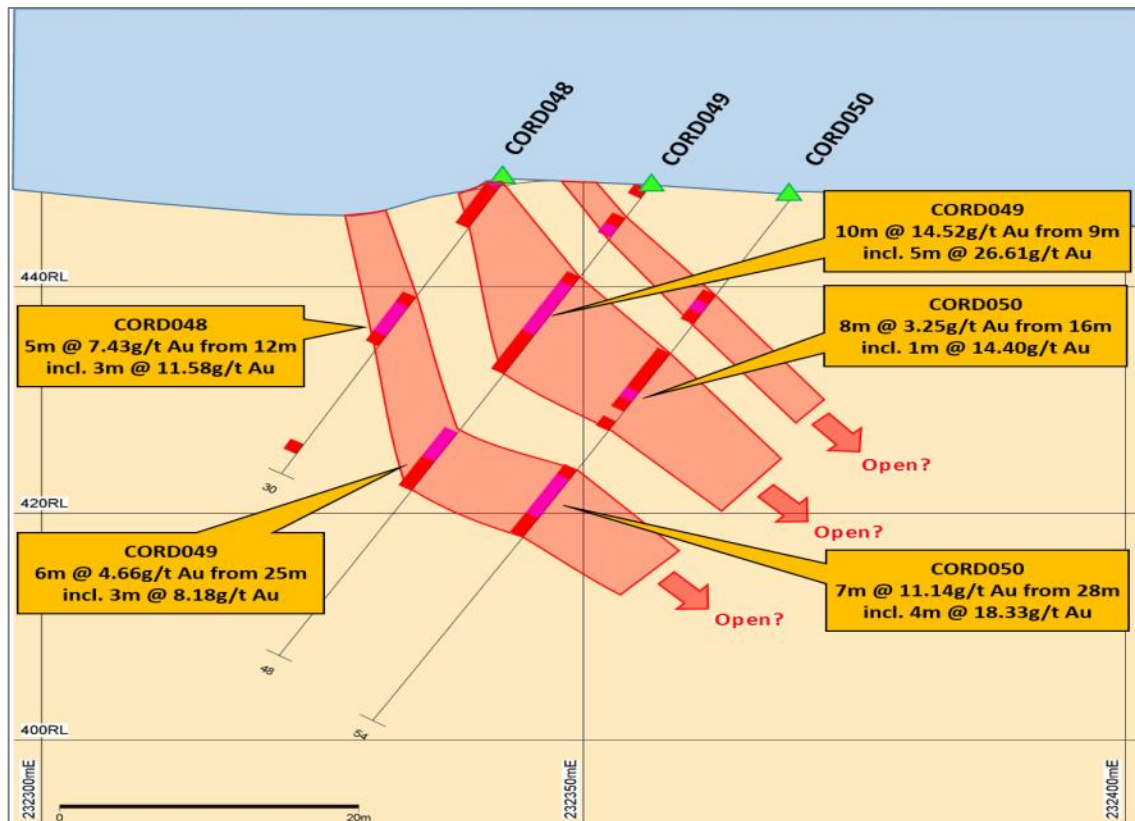 CORD048
CORD049
CORD050
CORD049
10m @ 14.52g/t Au from 9m
incl. 5m @ 26.61g/t Au
440RL
CORD048
5m @ 7.43g/t Au from 12m
incl. 3m @ 11.58g/t Au
CORD050
8m @ 3.25g/t Au from 16m
incl. 1m @ 14.40g/t Au
Open?
30
420RL
Open?
CORD049
6m @ 4.66g/t Au from 25m
incl. 3m @ 8.18g/t Au
CORD050
7m @ 11.14g/t Au from 28m
incl. 4m @ 18.33g/t Au
Open?
48
400RL
54
232300mE
232350mE
232400mE
0
20m